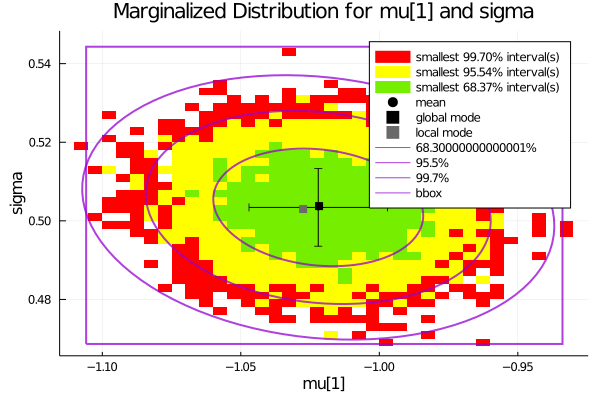 Marginalized Distribution for mu[1] and sigma
smallest 99.70% interval(s)
smallest 95.54% interval(s)
smallest 68.37% interval(s)
mean
global mode
local mode
68.30000000000001%
95.5%
99.7%
bbox
sigma
0.54
0.52
0.50
0.48
−1.10
−1.05
−1.00
−0.95
mu[1]